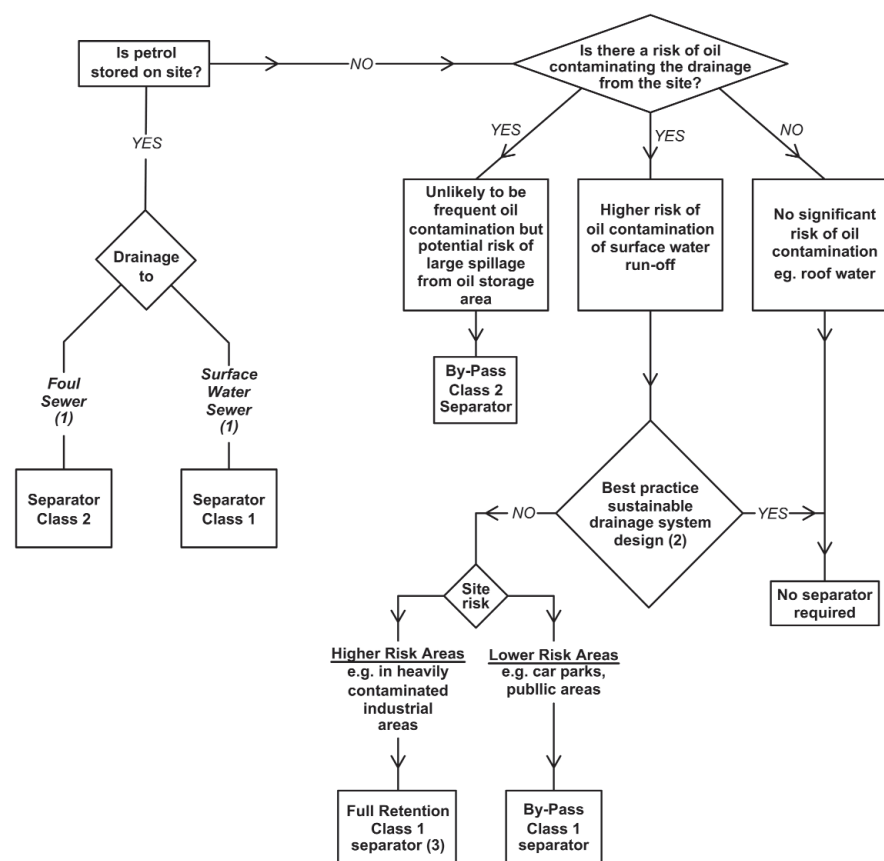 Is petrol
stored on site?
NO
Is there a risk of oil
contaminating the drainage
from the site?
YES
YES
YES
NO
Unlikely to be
frequent oil
contamination but
potential risk of
large spillage
from oil storage
area
Higher risk of
oil contamination
of surface water
run-off
No significant
risk of oil
contamination
eg. roof water
Drainage
to
Foul
Sewer
(1)
Surface
Water
Sewer
(1)
By-Pass
Class 2
Separator
Separator
Class 2
Separator
Class 1
Best practice
sustainable
drainage system
design (2)
NO
YES
Site
risk
No separator
required
Higher Risk Areas
e.g. in heavily
contaminated
industrial
areas
Lower Risk Areas
e.g. car parks,
publlic areas
Full Retention
Class 1
separator (3)
By-Pass
Class 1
separator